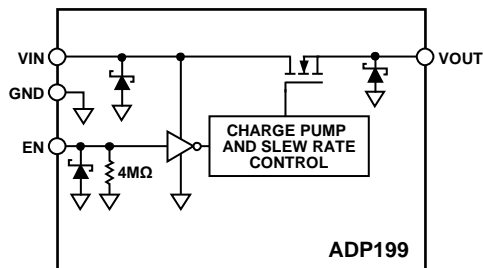 VIN
VOUT
GND
EN
4MΩ
CHARGE PUMP
AND SLEW RATE
CONTROL
ADP199